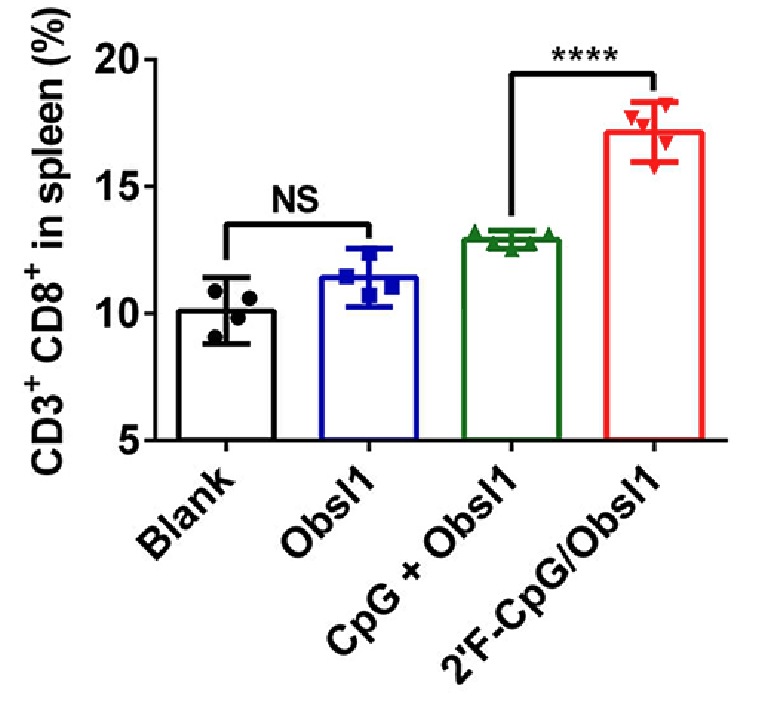 CD3⁺ CD8⁺ in spleen (%)
20
15
10
5
NS
****
Blank
Obsl1
CpG + Obsl1
2'F-CpG/Obsl1